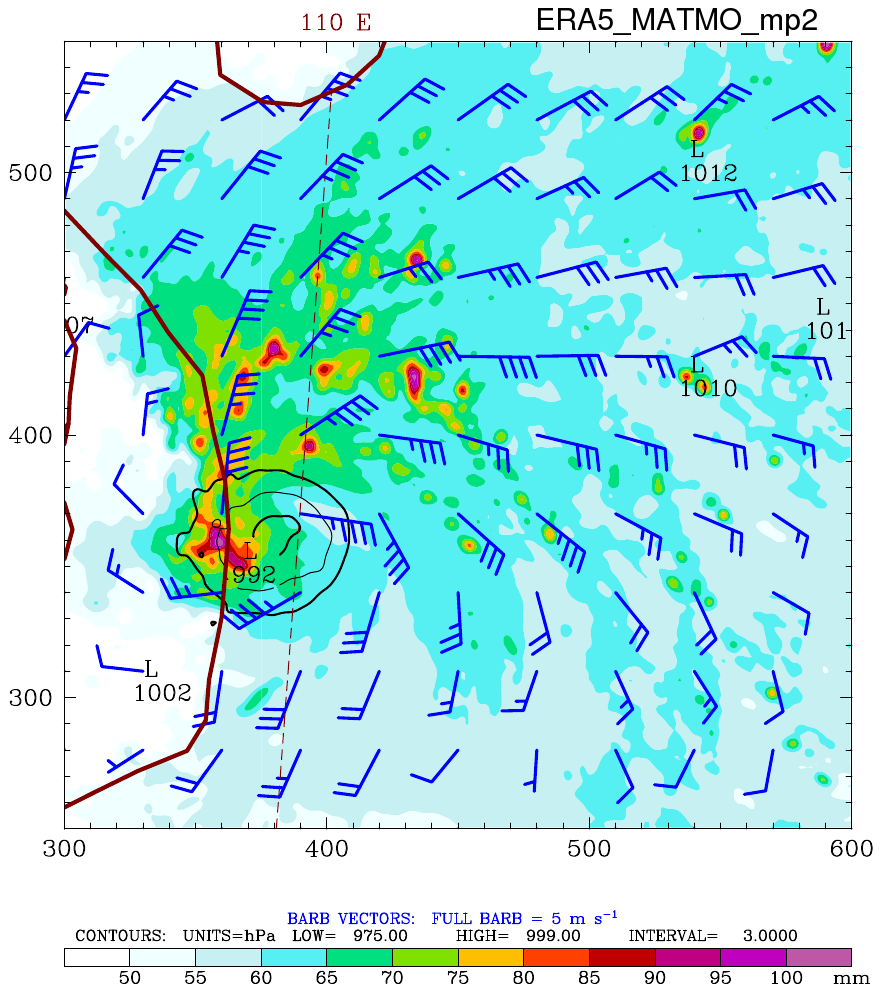 110 E ERA5_MATMO_mp2
500
L
1012
L
101
L
1010
400
L
992
L
1002
300
300 400 500 600
BARB VECTORS: FULL BARB = 5 m s⁻¹
CONTOURS: UNITS=hPa LOW= 975.00 HIGH= 999.00 INTERVAL= 3.0000
50 55 60 65 70 75 80 85 90 95 100 mm